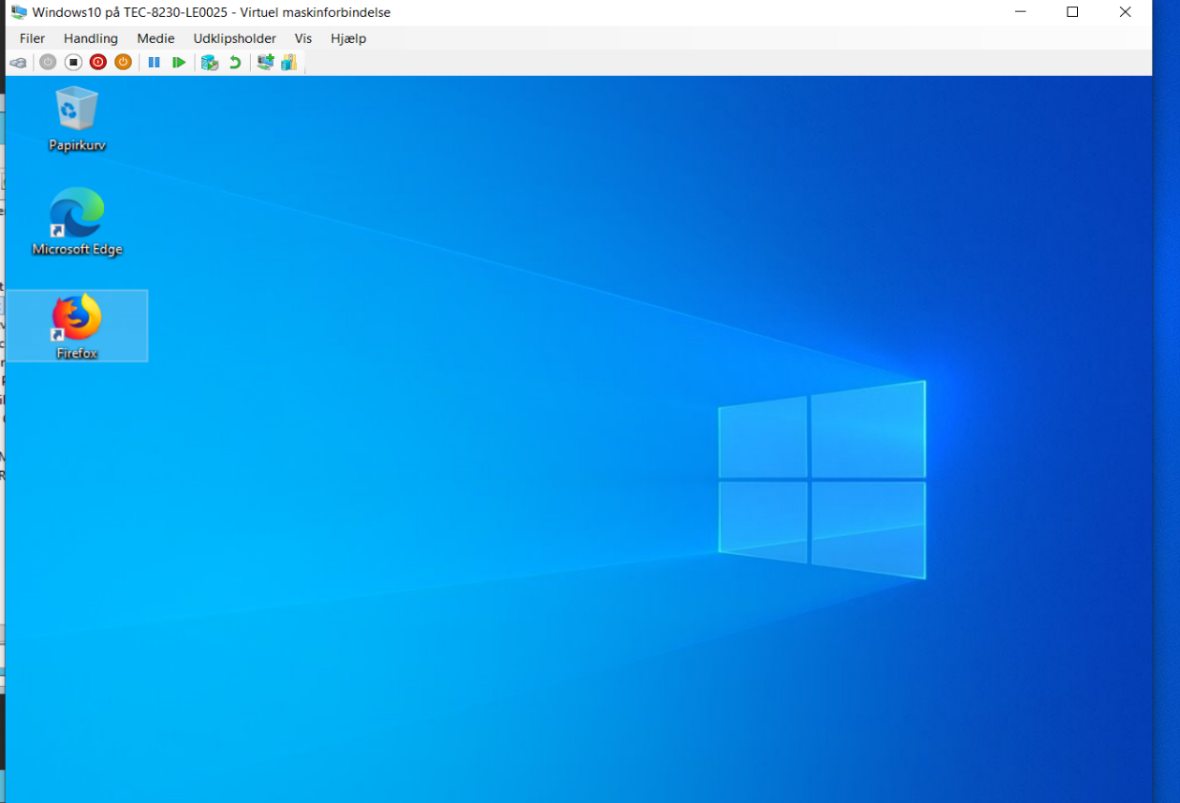 Windows10 på TEC-8230-LE0025 - Virtuel maskinforbindelse
Filer Handling Medie Udklipsholder Vis Hjælp
Papirkurv
Microsoft Edge
Firefox